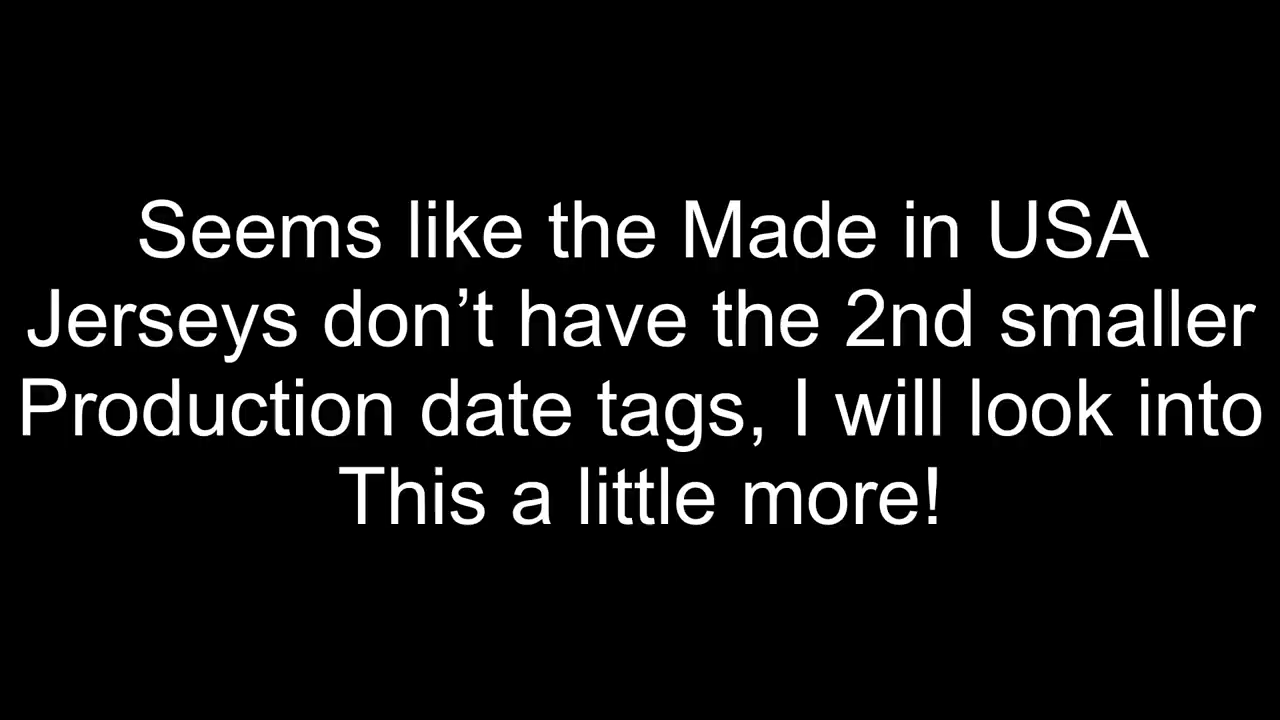 Seems like the Made in USA
Jerseys don’t have the 2nd smaller
Production date tags, I will look into
This a little more!